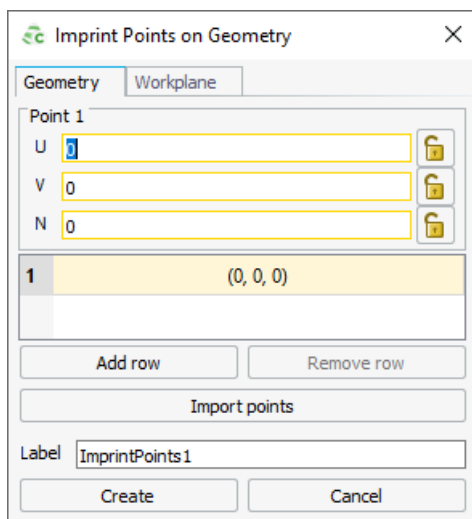 Imprint Points on Geometry
Geometry Workplane
Point 1
U 0
V 0
N 0
1 (0, 0, 0)
Add row Remove row
Import points
Label ImprintPoints1
Create Cancel